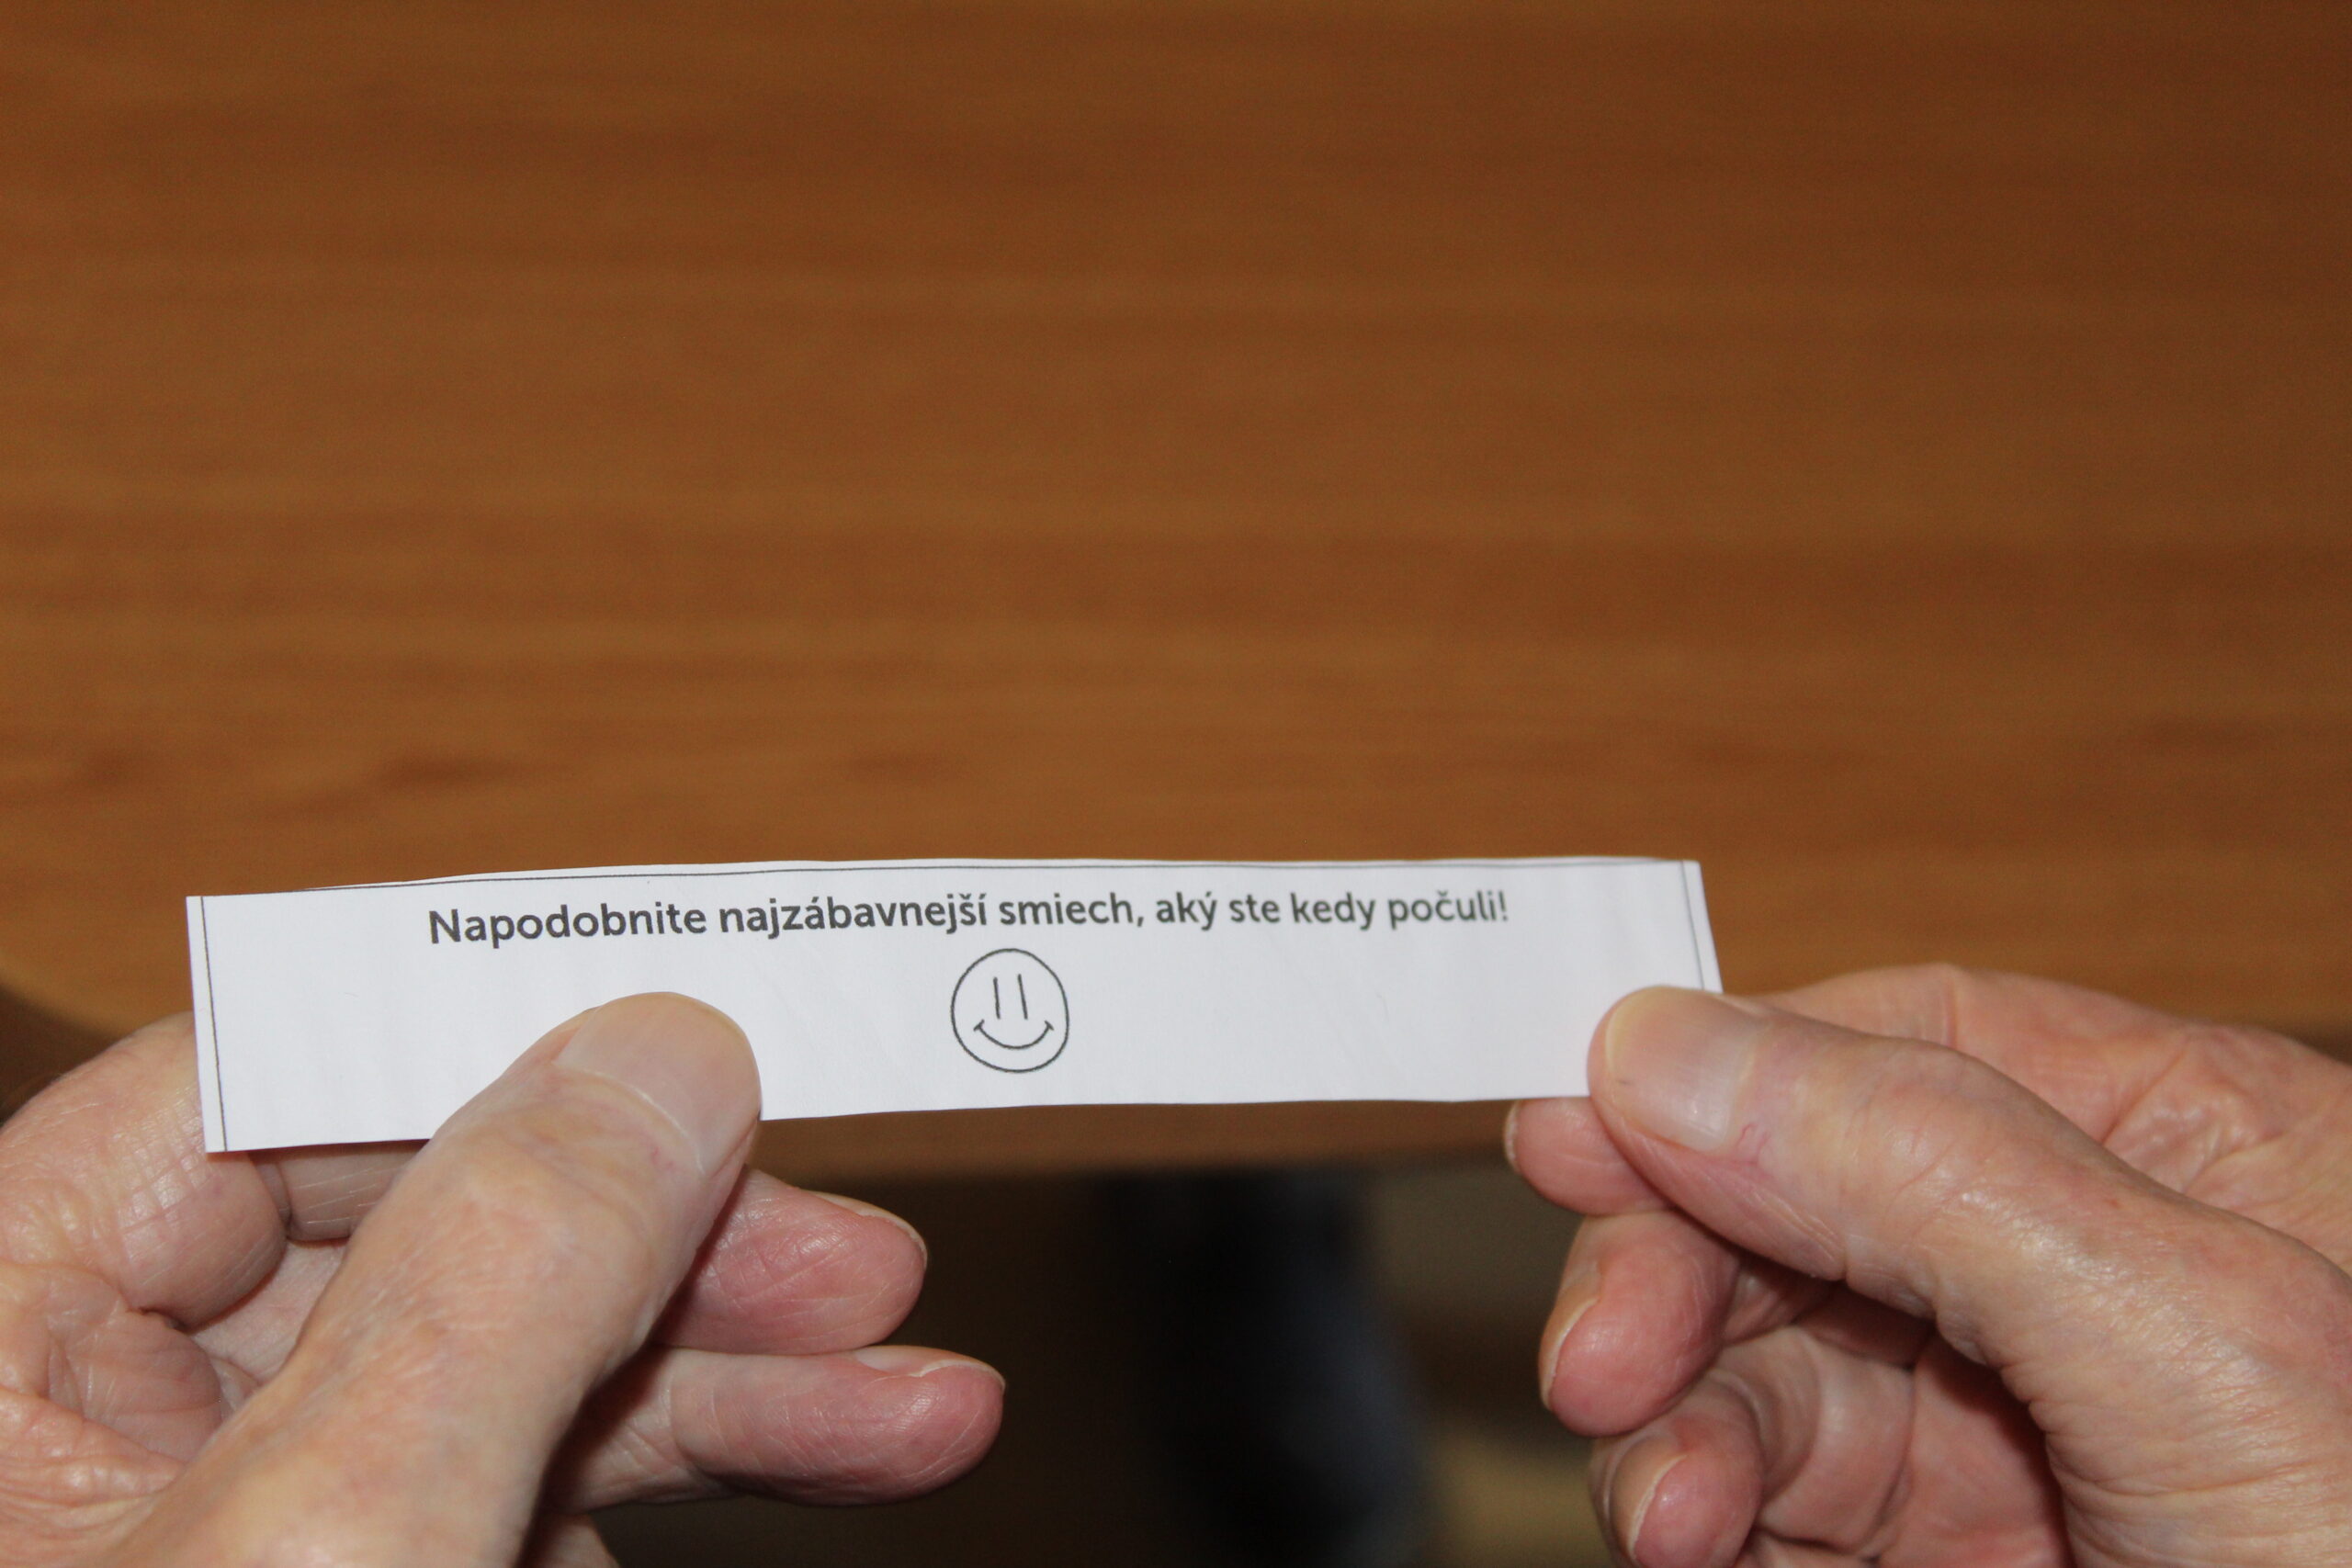 Napodobnite najzábavnejší smiech, aký ste kedy počuli!